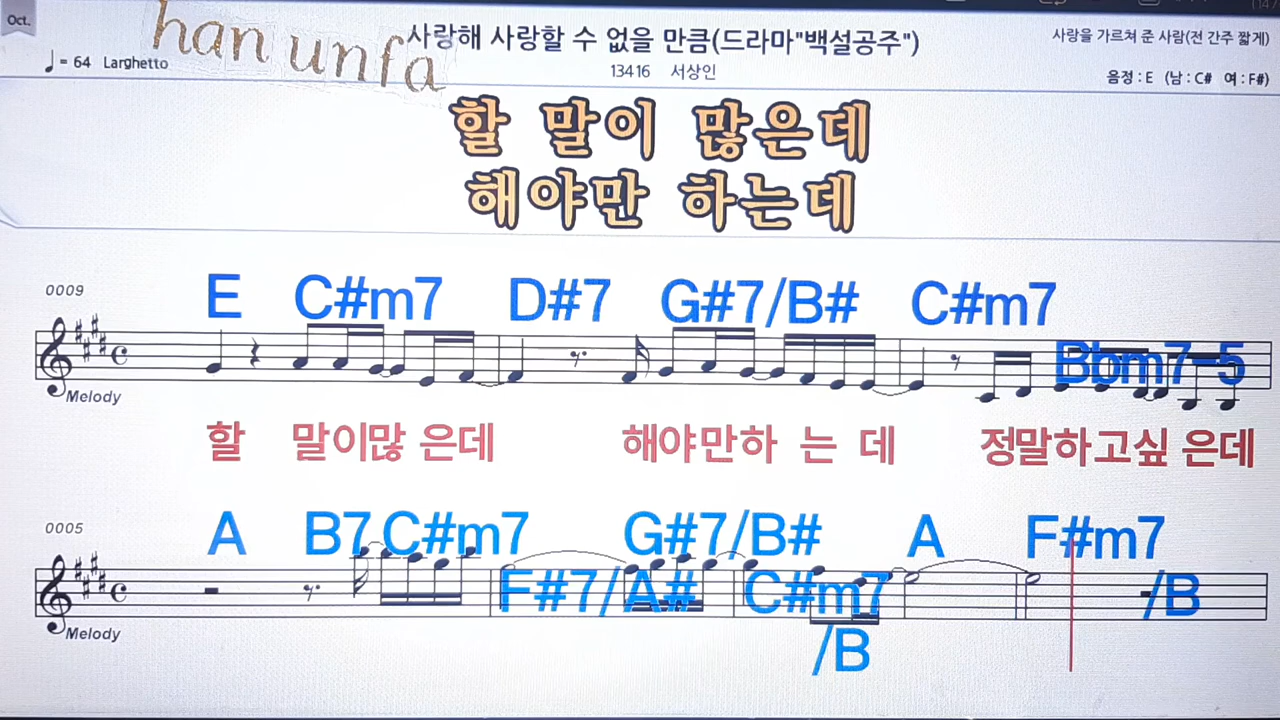 Oct.
han unfa
사랑해 사랑할 수 없을 만큼(드라마"백설공주")
사랑을 가르쳐 준 사람(전 간주 짧게)
♩= 64 Larghetto
13416 서상인
음정 : E (남 : C# 여 : F#)
할 말이 많은데
해야만 하는데
0009
E C#m7 D#7 G#7/B# C#m7 Bbm7-5
Melody
할 말이많 은데 해야만하 는 데 정말하고싶 은데
0005
A B7 C#m7 F#7/A# G#7/B# C#m7 /B A F#m7 /B
Melody